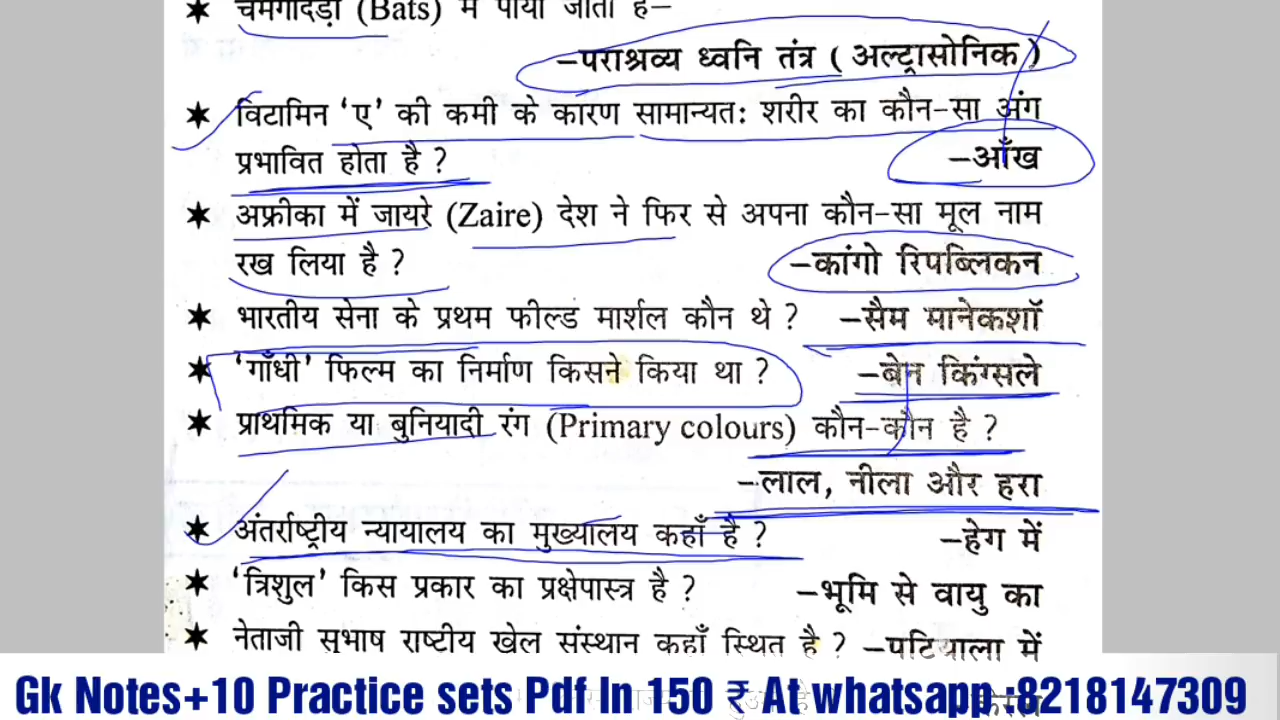 ★ चमगादड़ों (Bats) में पाया जाता है–
–पराश्रव्य ध्वनि तंत्र ( अल्ट्रासोनिक )
★ विटामिन ‘ए’ की कमी के कारण सामान्यतः शरीर का कौन-सा अंग
प्रभावित होता है ? –आँख
★ अफ्रीका में जायरे (Zaire) देश ने फिर से अपना कौन-सा मूल नाम
रख लिया है ? –कांगो रिपब्लिकन
★ भारतीय सेना के प्रथम फील्ड मार्शल कौन थे ? –सैम मानेकशॉ
★ ‘गाँधी’ फिल्म का निर्माण किसने किया था ? –बेन किंग्सले
★ प्राथमिक या बुनियादी रंग (Primary colours) कौन-कौन है ?
–लाल, नीला और हरा
★ अंतर्राष्ट्रीय न्यायालय का मुख्यालय कहाँ है ? –हेग में
★ ‘त्रिशुल’ किस प्रकार का प्रक्षेपास्त्र है ? –भूमि से वायु का
★ नेताजी सुभाष राष्टीय खेल संस्थान कहाँ स्थित है ? –पटियाला में
Gk Notes+10 Practice sets Pdf In 150 ₹ At whatsapp :8218147309